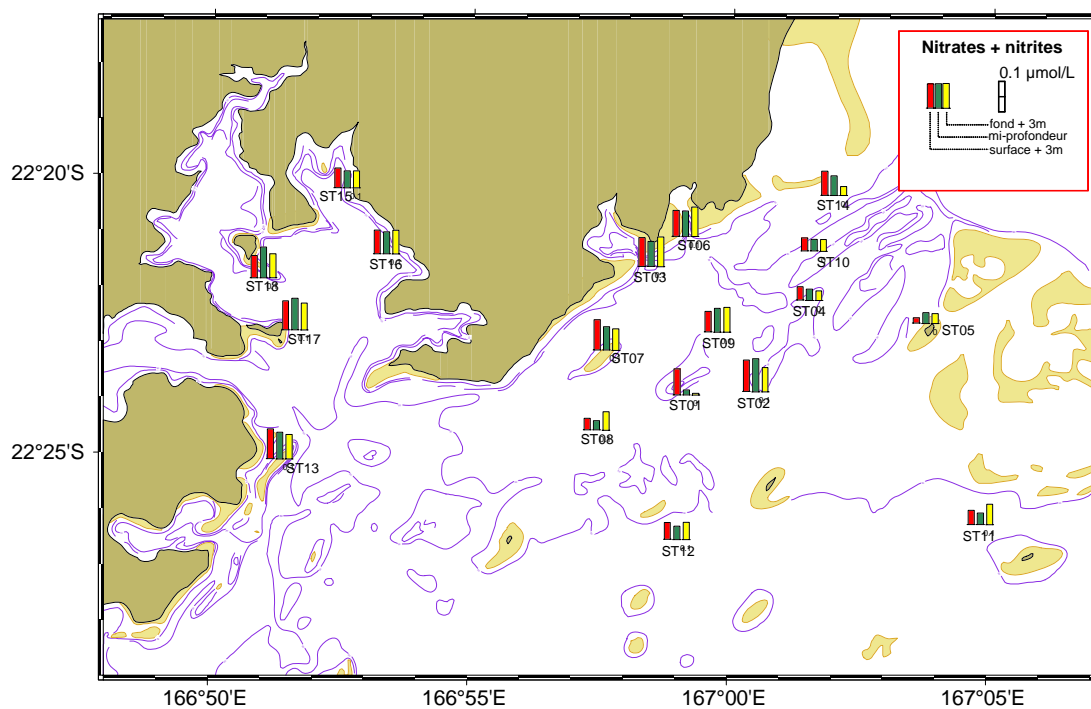 Nitrates + nitrites
0.1 µmol/L
fond + 3m
mi-profondeur
surface + 3m
22°20'S
22°25'S
ST15
ST14
ST06
ST16
ST03
ST10
ST18
ST04
ST17
ST05
ST09
ST07
ST01
ST02
ST08
ST13
ST11
ST12
166°50'E
166°55'E
167°00'E
167°05'E